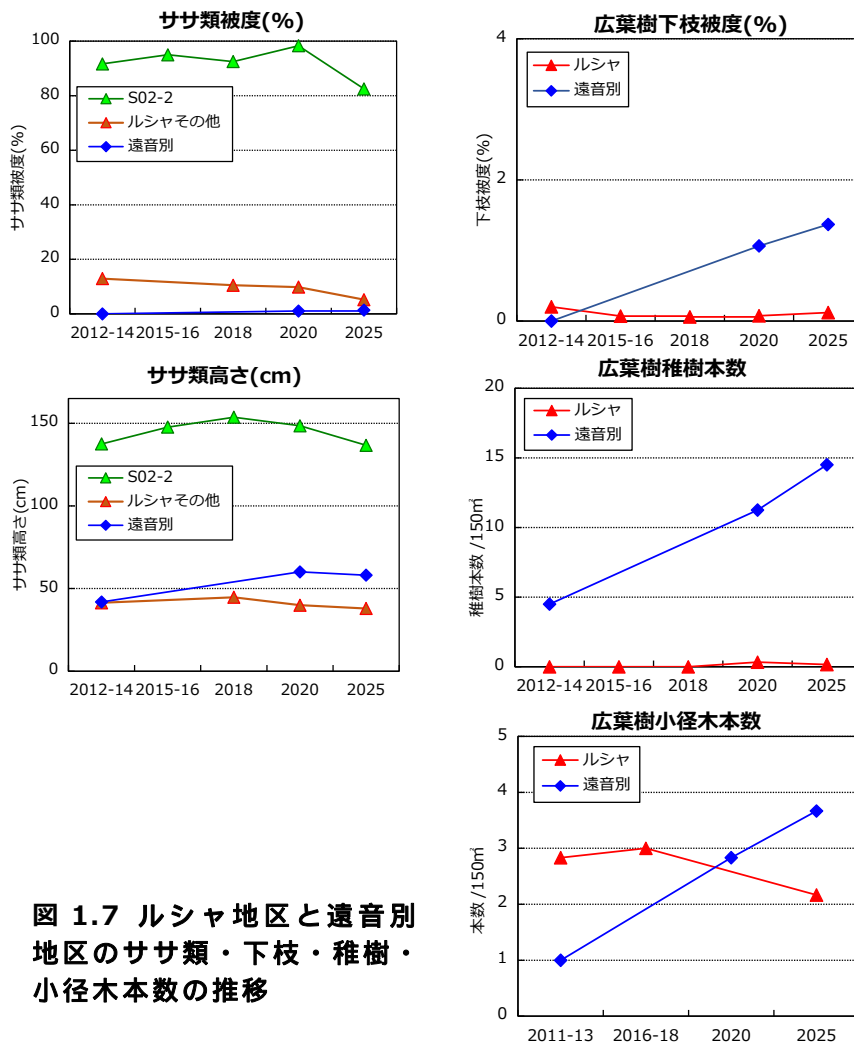 ササ類被度(%)
100
80
60
40
20
0
ササ類被度(%)
S02-2
ルシャその他
遠音別
2012-14 2015-16 2018 2020 2025
広葉樹下枝被度(%)
4
2
0
下枝被度(%)
ルシャ
遠音別
2012-14 2015-16 2018 2020 2025
ササ類高さ(cm)
150
100
50
0
ササ類高さ(cm)
S02-2
ルシャその他
遠音別
2012-14 2015-16 2018 2020 2025
広葉樹稚樹本数
20
15
10
5
0
稚樹本数 /150㎡
ルシャ
遠音別
2012-14 2015-16 2018 2020 2025
広葉樹小径木本数
5
4
3
2
1
0
本数 /150㎡
ルシャ
遠音別
2011-13 2016-18 2020 2025
図 1.7 ルシャ地区と遠音別
地区のササ類・下枝・稚樹・
小径木本数の推移